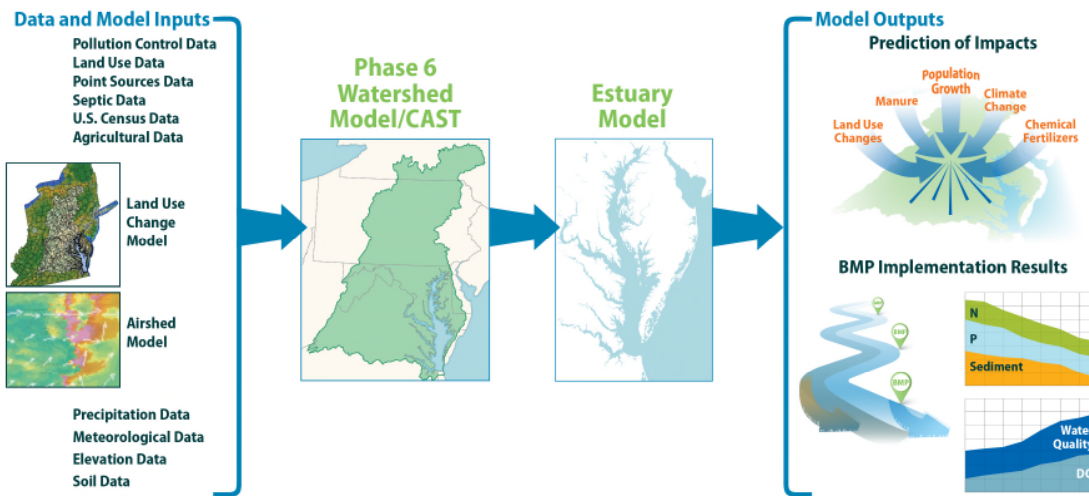 Data and Model Inputs
Pollution Control Data
Land Use Data
Point Sources Data
Septic Data
U.S. Census Data
Agricultural Data
Land Use
Change
Model
Airshed
Model
Precipitation Data
Meteorological Data
Elevation Data
Soil Data
Phase 6
Watershed
Model/CAST
Estuary
Model
Model Outputs
Prediction of Impacts
Population
Growth
Manure
Climate
Change
Land Use
Changes
Chemical
Fertilizers
BMP Implementation Results
BMP
BMP
BMP
N
P
Sediment
Water
Quality
DO